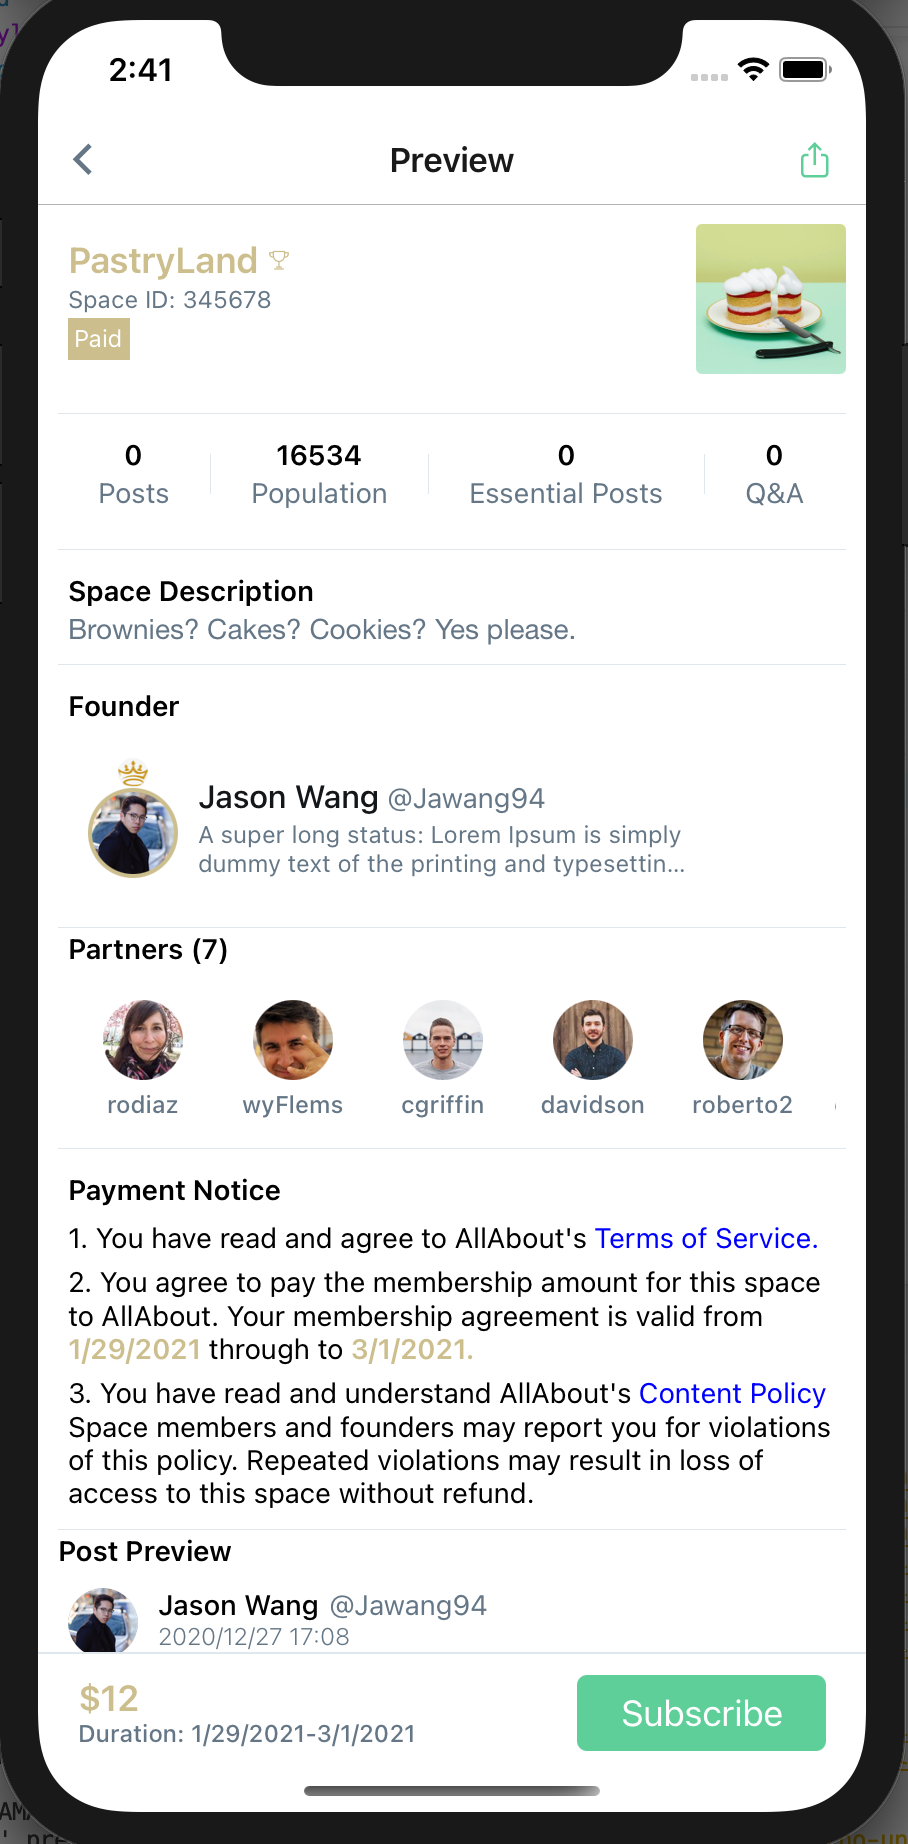 2:41
Preview
PastryLand
Space ID: 345678
Paid
0 16534 0 0
Posts Population Essential Posts Q&A
Space Description
Brownies? Cakes? Cookies? Yes please.
Founder
Jason Wang @Jawang94
A super long status: Lorem Ipsum is simply
dummy text of the printing and typesettin...
Partners (7)
rodiaz wyFlems cgriffin davidson roberto2
Payment Notice
1. You have read and agree to AllAbout's Terms of Service.
2. You agree to pay the membership amount for this space
to AllAbout. Your membership agreement is valid from
1/29/2021 through to 3/1/2021.
3. You have read and understand AllAbout's Content Policy
Space members and founders may report you for violations
of this policy. Repeated violations may result in loss of
access to this space without refund.
Post Preview
Jason Wang @Jawang94
2020/12/27 17:08
$12
Duration: 1/29/2021-3/1/2021
Subscribe